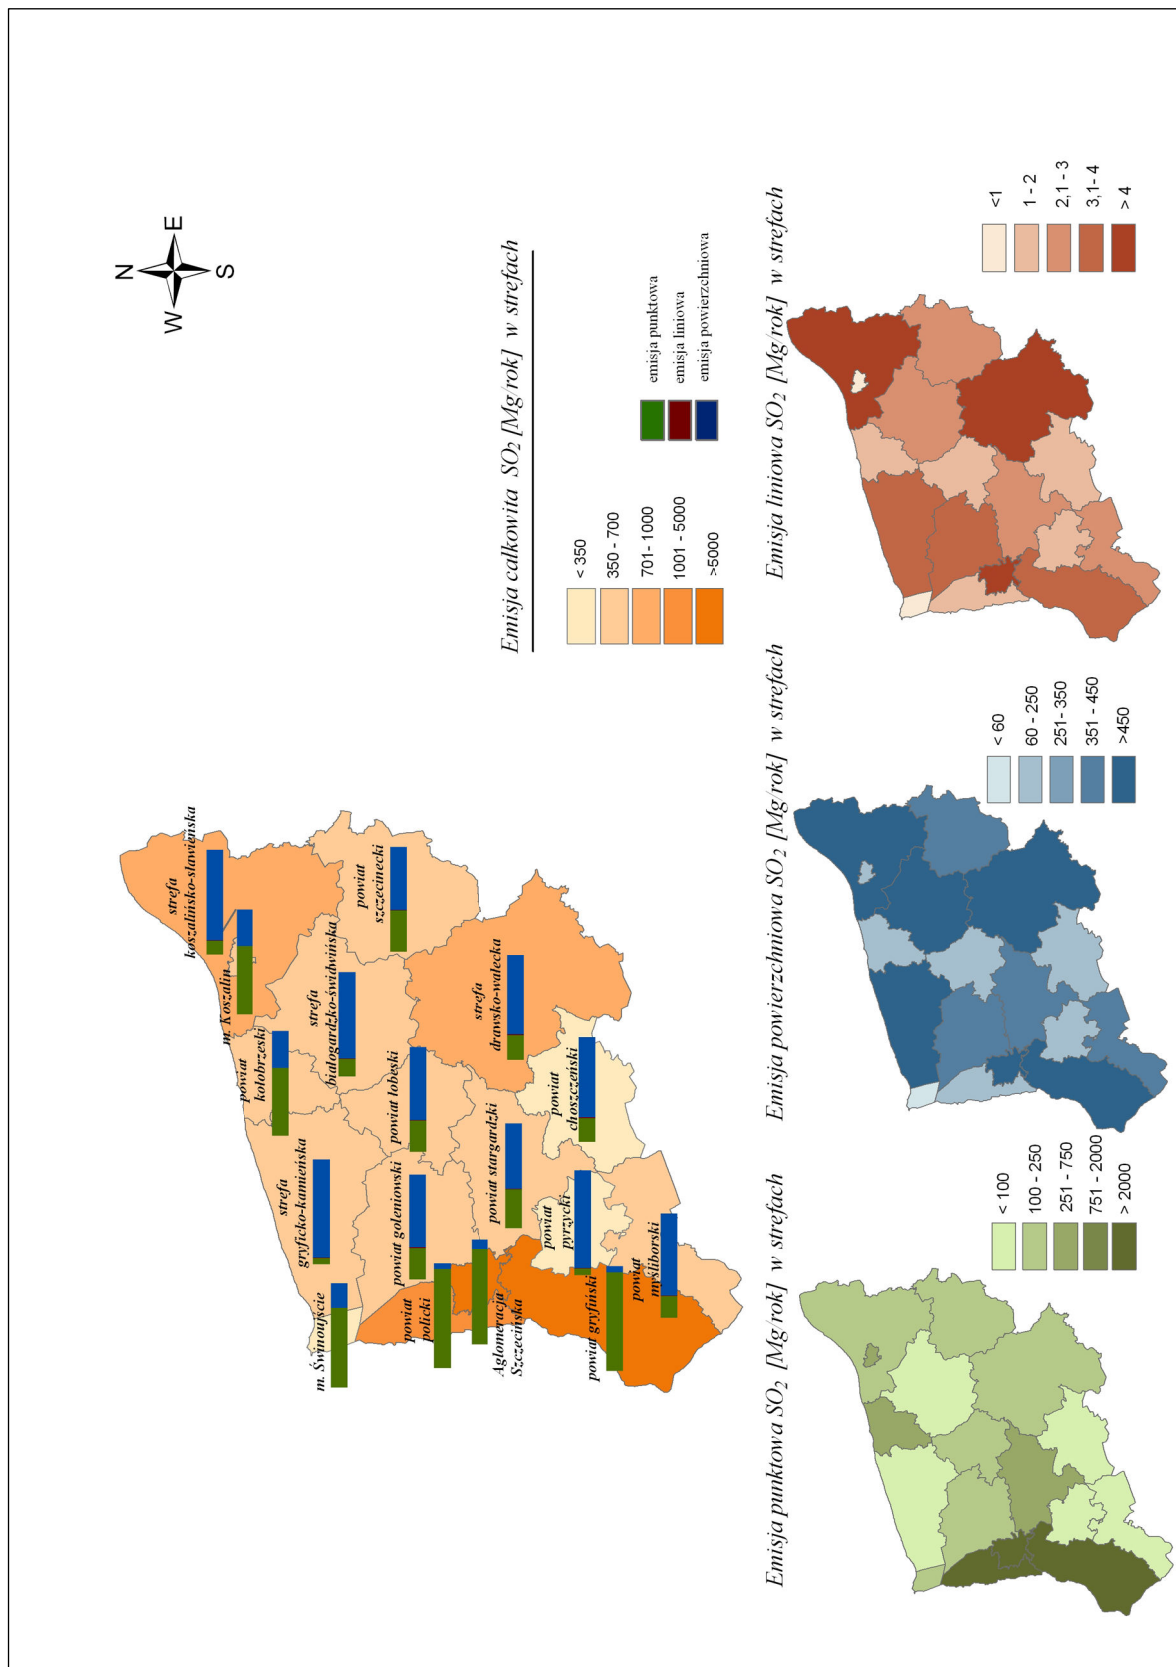 N
W
E
S
strefa
koszalińsko-sławieńska
m. Koszalin
powiat
kołobrzeski
strefa
białogardzko-świdwińska
powiat
szczecinecki
strefa
gryficko-kamieńska
powiat łobeski
strefa
drawsko-wałecka
m. Świnoujście
powiat goleniowski
powiat stargardzki
powiat
choszczeński
powiat
policki
Aglomeracja
Szczecińska
powiat
pyrzycki
powiat gryfiński
powiat
myśliborski
Emisja całkowita SO₂ [Mg/rok] w strefach
< 350
350 - 700
701- 1000
1001 - 5000
>5000
emisja punktowa
emisja liniowa
emisja powierzchniowa
Emisja punktowa SO₂ [Mg/rok] w strefach
< 100
100 - 250
251 - 750
751 - 2000
> 2000
Emisja powierzchniowa SO₂ [Mg/rok] w strefach
< 60
60 - 250
251- 350
351 - 450
>450
Emisja liniowa SO₂ [Mg/rok] w strefach
<1
1 - 2
2,1 - 3
3,1- 4
> 4